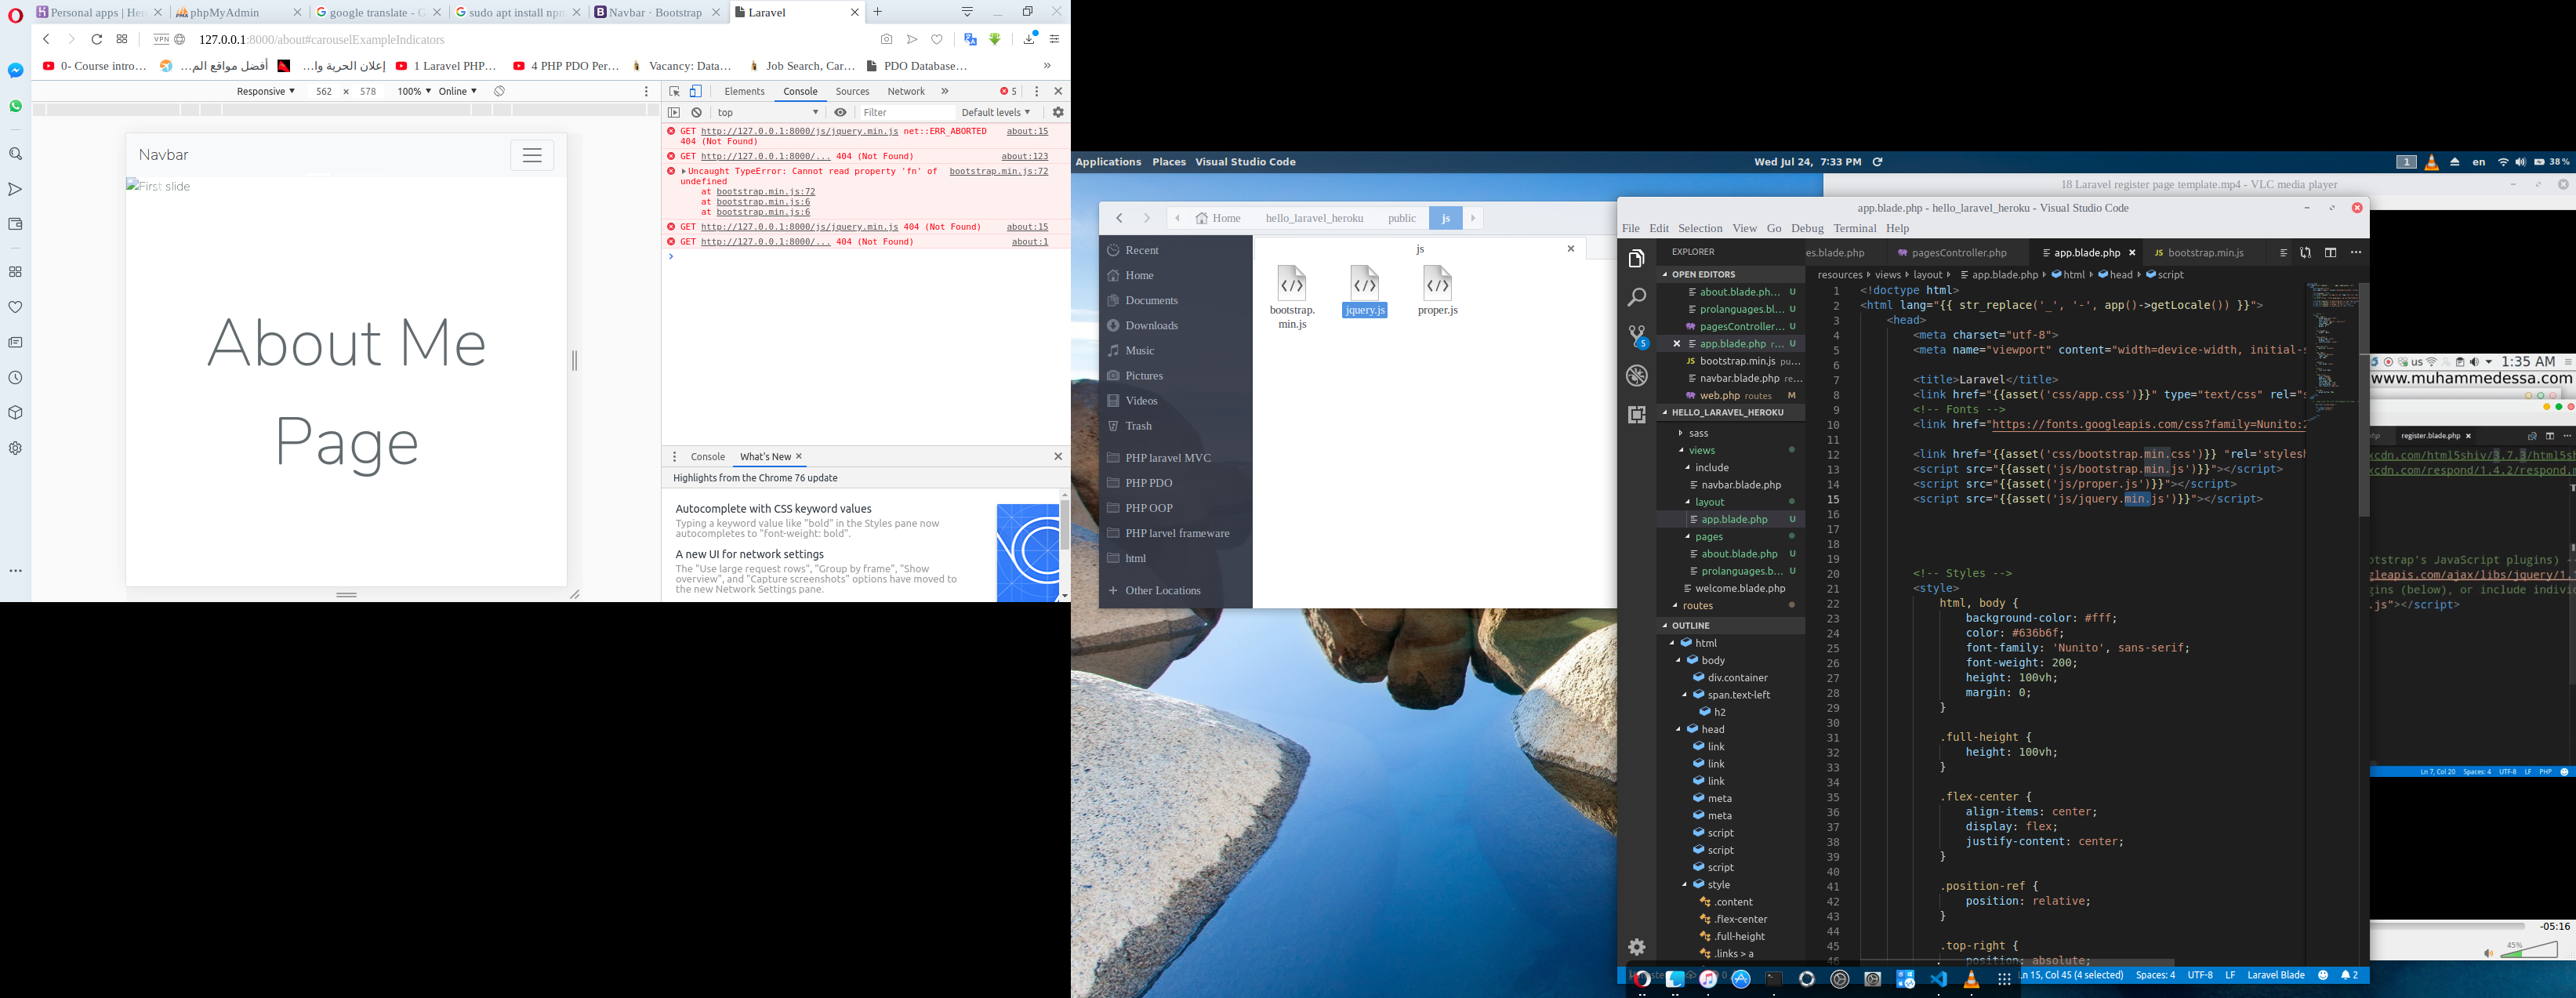 Personal apps | Her
phpMyAdmin
google translate - G
sudo apt install npm
Navbar · Bootstrap
Laravel
VPN
127.0.0.1:8000/about#carouselExampleIndicators
0- Course intro...
أفضل مواقع الم...
إعلان الحرية وا...
1 Laravel PHP...
4 PHP PDO Per...
Vacancy: Data...
Job Search, Car...
PDO Database...
»
Responsive ▼ 562 × 578 100% ▼ Online ▼
Elements Console Sources Network » 5
top Filter Default levels ▼
Navbar
First slide
About Me
Page
GET http://127.0.0.1:8000/js/jquery.min.js net::ERR_ABORTED about:15
404 (Not Found)
GET http://127.0.0.1:8000/... 404 (Not Found) about:123
Uncaught TypeError: Cannot read property 'fn' of bootstrap.min.js:72
undefined
at bootstrap.min.js:72
at bootstrap.min.js:6
at bootstrap.min.js:6
GET http://127.0.0.1:8000/js/jquery.min.js 404 (Not Found) about:15
GET http://127.0.0.1:8000/... 404 (Not Found) about:1
Console What's New ×
Highlights from the Chrome 76 update
Autocomplete with CSS keyword values
Typing a keyword value like "bold" in the Styles pane now
autocompletes to "font-weight: bold".
A new UI for network settings
The "Use large request rows", "Group by frame", "Show
overview", and "Capture screenshots" options have moved to
the new Network Settings pane.
Applications Places Visual Studio Code
Wed Jul 24, 7:33 PM
1 en 38 %
18 Laravel register page template.mp4 - VLC media player
Home hello_laravel_heroku public js
js
Recent
Home
Documents
Downloads
Music
Pictures
Videos
Trash
PHP laravel MVC
PHP PDO
PHP OOP
PHP larvel frameware
html
Other Locations
bootstrap.
min.js
jquery.js
proper.js
app.blade.php - hello_laravel_heroku - Visual Studio Code
File Edit Selection View Go Debug Terminal Help
EXPLORER
OPEN EDITORS
about.blade.ph... U
prolanguages.bl... U
pagesController... U
app.blade.php r... U
bootstrap.min.js pu...
navbar.blade.php re...
web.php routes M
HELLO_LARAVEL_HEROKU
sass
views
include
navbar.blade.php
layout
app.blade.php U
pages
about.blade.php U
prolanguages.b... U
welcome.blade.php
routes
OUTLINE
html
body
div.container
span.text-left
h2
head
link
link
link
meta
meta
script
script
script
style
.content
.flex-center
.full-height
.links > a
5
es.blade.php pagesController.php app.blade.php JS bootstrap.min.js
resources views layout app.blade.php html head script
1 <!doctype html>
2 <html lang="{{ str_replace('_', '-', app()->getLocale()) }}">
3 <head>
4 <meta charset="utf-8">
5 <meta name="viewport" content="width=device-width, initial-s
6
7 <title>Laravel</title>
8 <link href="{{asset('css/app.css')}}" type="text/css" rel="s
9 <!-- Fonts -->
10 <link href="https://fonts.googleapis.com/css?family=Nunito:2
11
12 <link href="{{asset('css/bootstrap.min.css')}} "rel='stylesh
13 <script src="{{asset('js/bootstrap.min.js')}}"></script>
14 <script src="{{asset('js/proper.js')}}"></script>
15 <script src="{{asset('js/jquery.min.js')}}"></script>
16
17
18
19
20 <!-- Styles -->
21 <style>
22 html, body {
23 background-color: #fff;
24 color: #636b6f;
25 font-family: 'Nunito', sans-serif;
26 font-weight: 200;
27 height: 100vh;
28 margin: 0;
29 }
30
31 .full-height {
32 height: 100vh;
33 }
34
35 .flex-center {
36 align-items: center;
37 display: flex;
38 justify-content: center;
39 }
40
41 .position-ref {
42 position: relative;
43 }
44
45 .top-right {
46 position: absolute;
Ln 15, Col 45 (4 selected) Spaces: 4 UTF-8 LF Laravel Blade 2
us 1:35 AM
www.muhammedessa.com
register.blade.php ×
xcdn.com/html5shiv/3.7.3/html5sh
xcdn.com/respond/1.4.2/respond.m
otstrap's JavaScript plugins) -
gleapis.com/ajax/libs/jquery/1.
gins (below), or include indivi
.js"></script>
Ln 7, Col 20 Spaces: 4 UTF-8 LF PHP
-05:16
45%